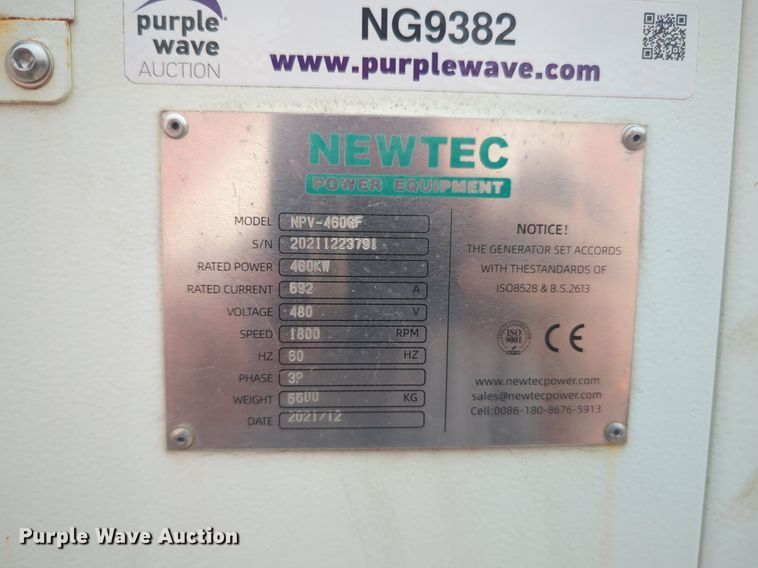 purple
wave
AUCTION
NG9382
www.purplewave.com
NEWTEC
POWER EQUIPMENT
MODEL NPV-460GF
S/N 20211223791
RATED POWER 460KW
RATED CURRENT 692 A
VOLTAGE 480 V
SPEED 1800 RPM
HZ 60 HZ
PHASE 3P
WEIGHT 6600 KG
DATE 2021/12
NOTICE!
THE GENERATOR SET ACCORDS
WITH THESTANDARDS OF
ISO8528 & B.S.2613
ISO
9001
CE
www.newtecpower.com
sales@newtecpower.com
Cell:0086-180-8676-5913
Purple Wave Auction